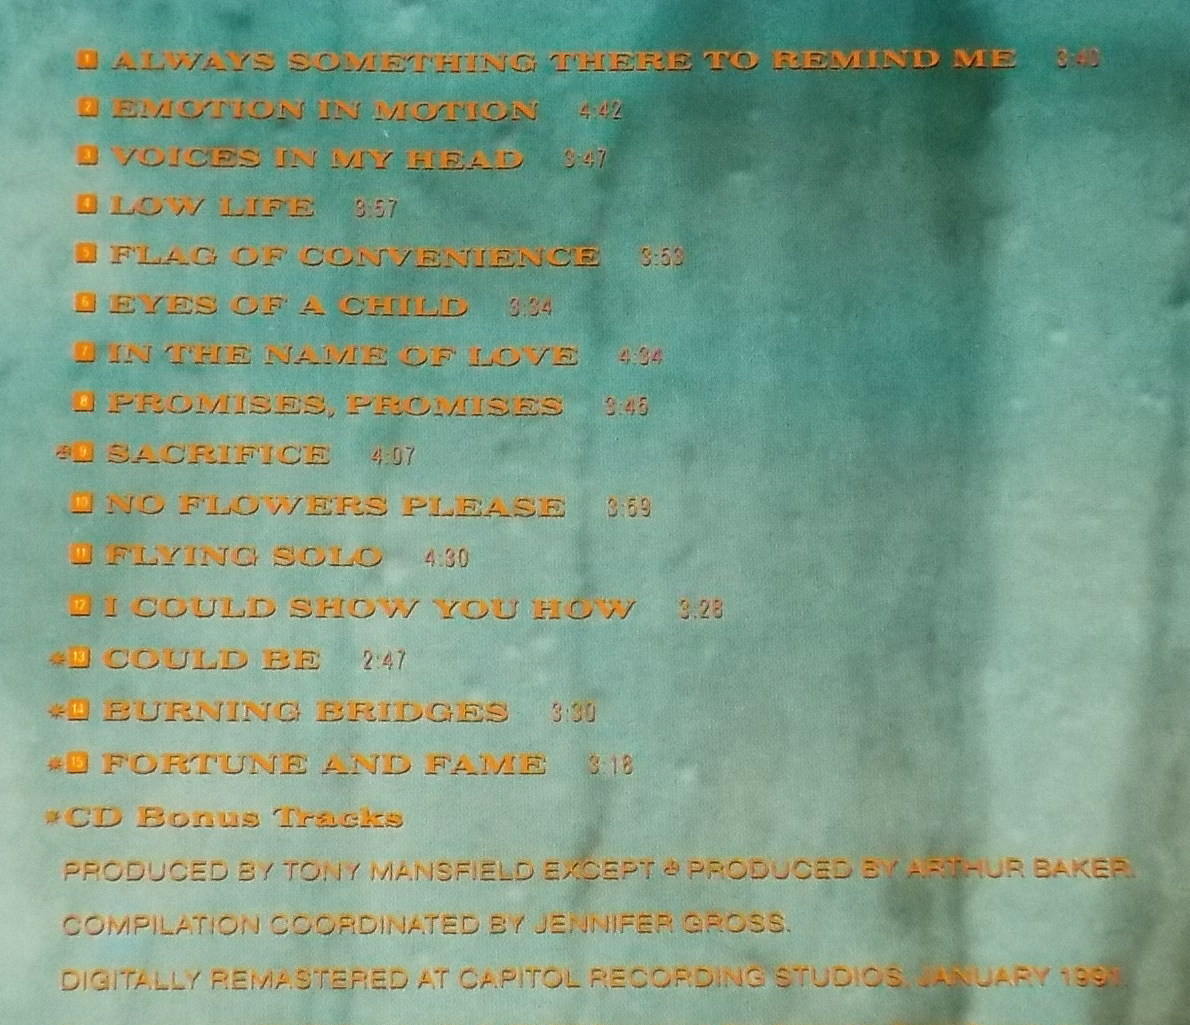 1 ALWAYS SOMETHING THERE TO REMIND ME 3:40
2 EMOTION IN MOTION 4:42
3 VOICES IN MY HEAD 3:47
4 LOW LIFE 3:57
5 FLAG OF CONVENIENCE 3:53
6 EYES OF A CHILD 3:34
7 IN THE NAME OF LOVE 4:34
8 PROMISES, PROMISES 3:45
✇9 SACRIFICE 4:07
10 NO FLOWERS PLEASE 3:59
11 FLYING SOLO 4:30
12 I COULD SHOW YOU HOW 3:28
*13 COULD BE 2:47
*14 BURNING BRIDGES 3:30
*15 FORTUNE AND FAME 3:18
*CD Bonus Tracks
PRODUCED BY TONY MANSFIELD EXCEPT ✇ PRODUCED BY ARTHUR BAKER.
COMPILATION COORDINATED BY JENNIFER GROSS.
DIGITALLY REMASTERED AT CAPITOL RECORDING STUDIOS, JANUARY 1991.